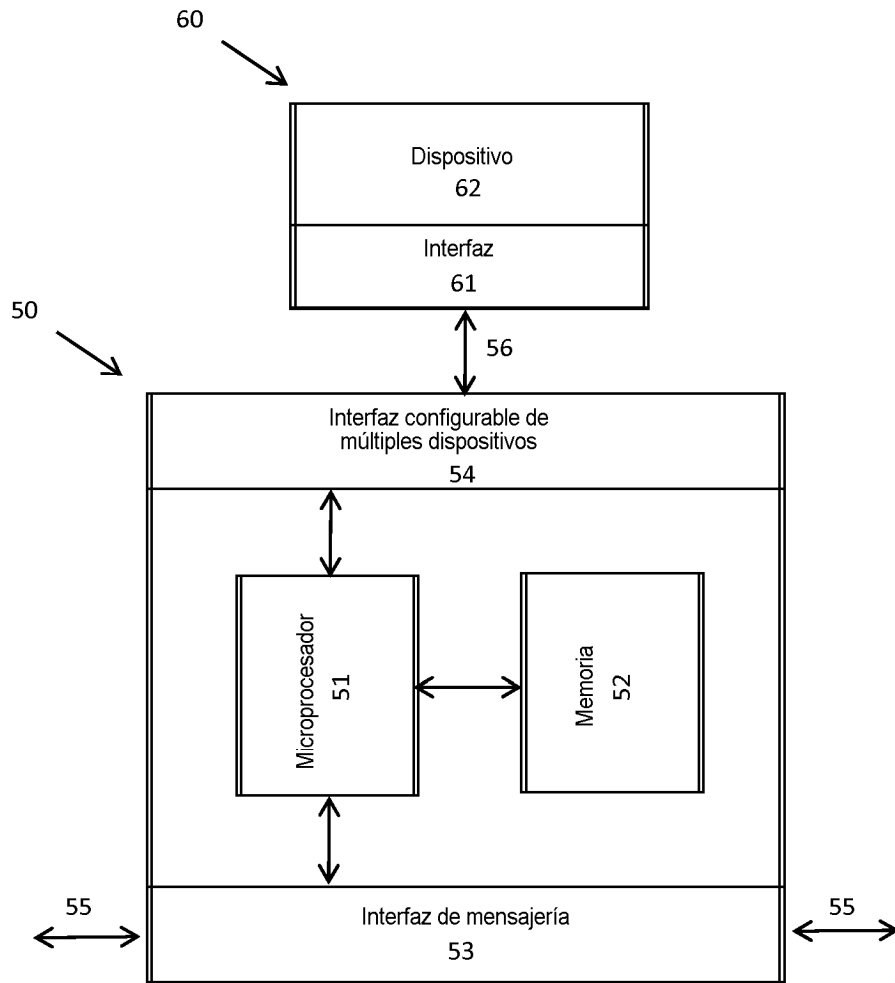 60
Dispositivo
62
Interfaz
61
50
56
Interfaz configurable de
múltiples dispositivos
54
Microprocesador
51
Memoria
52
55
Interfaz de mensajería
53
55